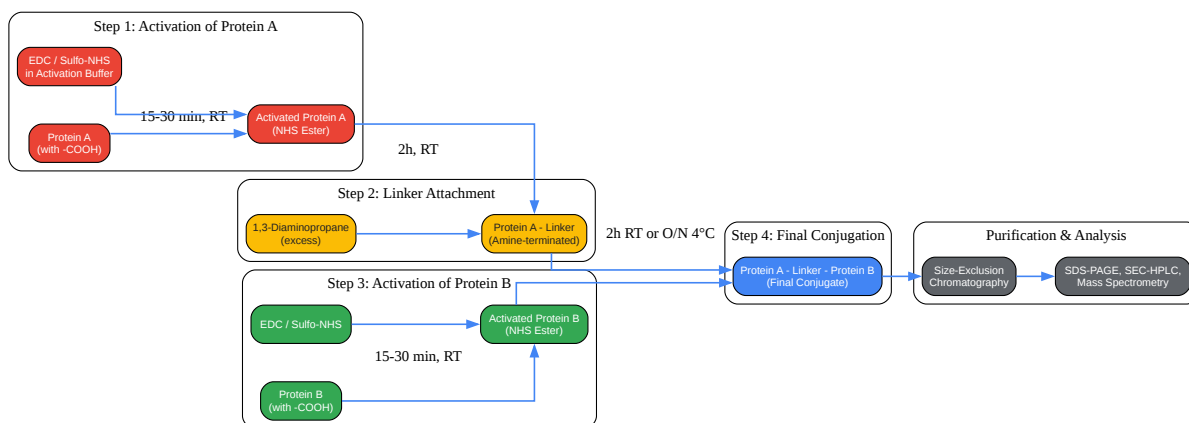 Step 1: Activation of Protein A
EDC / Sulfo-NHS
in Activation Buffer
15-30 min, RT
Activated Protein A
(NHS Ester)
Protein A
(with -COOH)
2h, RT
Step 2: Linker Attachment
1,3-Diaminopropane
(excess)
Protein A - Linker
(Amine-terminated)
2h RT or O/N 4°C
Step 3: Activation of Protein B
EDC / Sulfo-NHS
Activated Protein B
(NHS Ester)
15-30 min, RT
Protein B
(with -COOH)
Step 4: Final Conjugation
Protein A - Linker - Protein B
(Final Conjugate)
Purification & Analysis
Size-Exclusion
Chromatography
SDS-PAGE, SEC-HPLC,
Mass Spectrometry